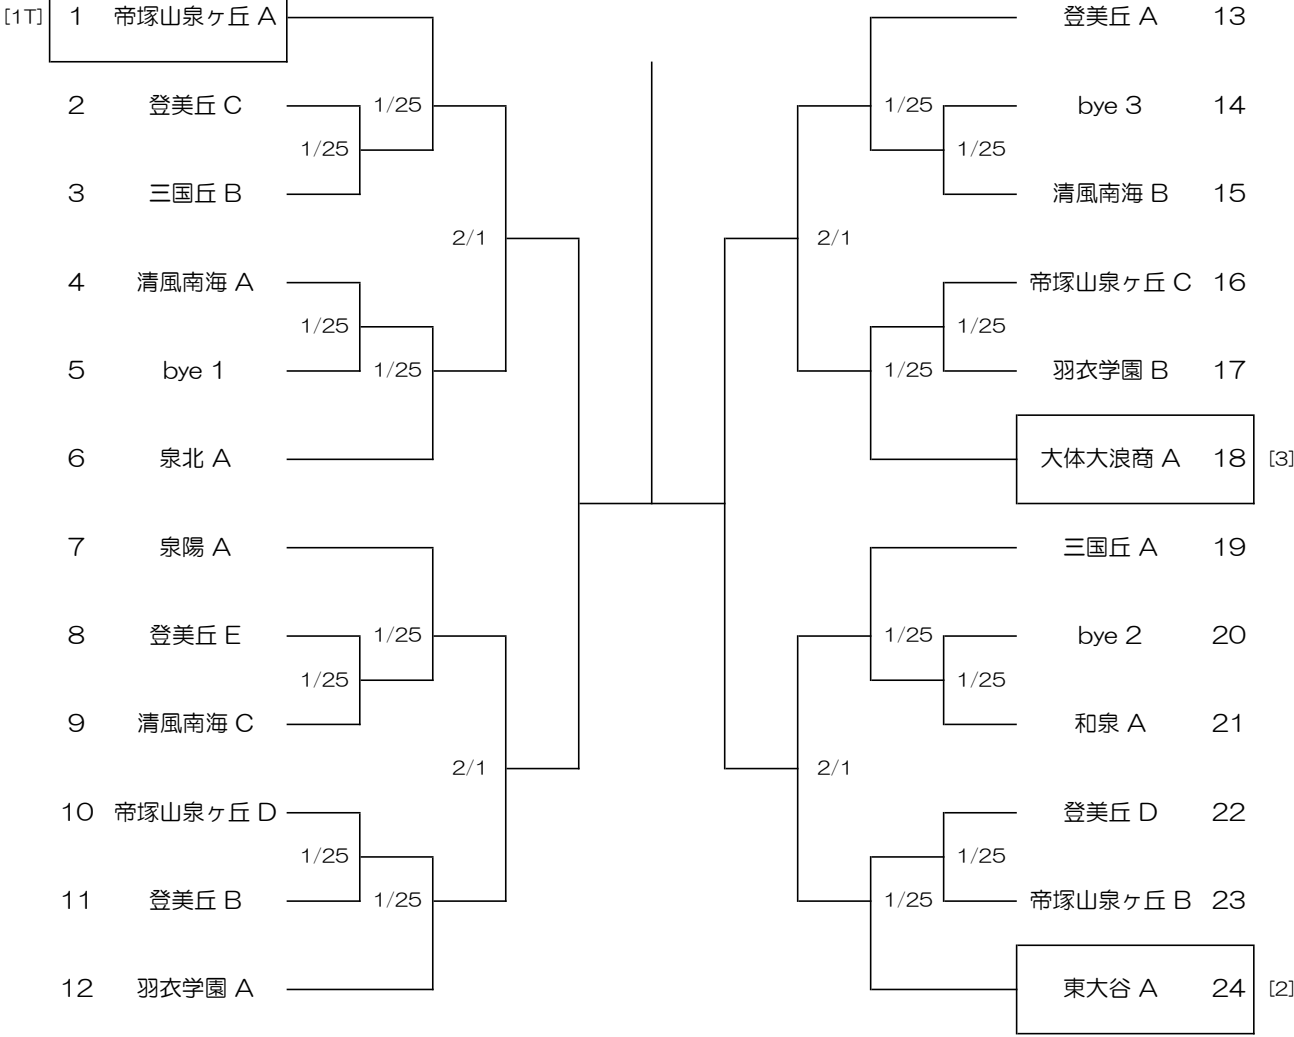 [1T] 1 帝塚山泉ヶ丘 A
2 登美丘 C
1/25
1/25
3 三国丘 B
2/1
4 清風南海 A
1/25
5 bye 1
1/25
6 泉北 A
7 泉陽 A
8 登美丘 E
1/25
1/25
9 清風南海 C
2/1
10 帝塚山泉ヶ丘 D
1/25
11 登美丘 B
1/25
12 羽衣学園 A
登美丘 A 13
1/25
bye 3 14
1/25
清風南海 B 15
2/1
帝塚山泉ヶ丘 C 16
1/25
1/25
羽衣学園 B 17
大体大浪商 A 18 [3]
三国丘 A 19
1/25
bye 2 20
1/25
和泉 A 21
2/1
登美丘 D 22
1/25
1/25
帝塚山泉ヶ丘 B 23
東大谷 A 24 [2]